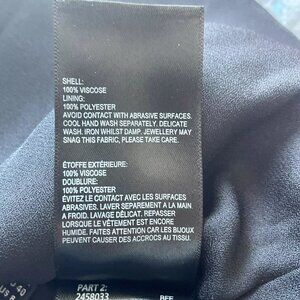 SHELL:
100% VISCOSE
LINING:
100% POLYESTER
AVOID CONTACT WITH ABRASIVE SURFACES.
COOL HAND WASH SEPARATELY. DELICATE
WASH. IRON WHILST DAMP. JEWELLERY MAY
SNAG THIS FABRIC, PLEASE TAKE CARE.
ÉTOFFE EXTÉRIEURE:
100% VISCOSE
DOUBLURE:
100% POLYESTER
ÉVITEZ LE CONTACT AVEC LES SURFACES
ABRASIVES. LAVER SEPAREMENT A LA MAIN
A FROID. LAVAGE DÉLICAT. REPASSER
LORSQUE LE VÊTEMENT EST ENCORE
HUMIDE. FAITES ATTENTION CAR LES BIJOUX
PEUVENT CAUSER DES ACCROCS AU TISSU.
PART 2:
2458033